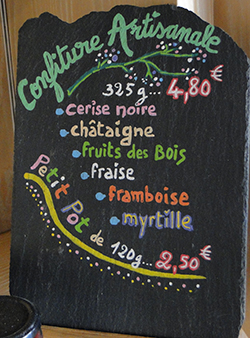 Confiture Artisanale
325g... 4,80 €
cerise noire
châtaigne
fruits des Bois
fraise
framboise
myrtille
Petit Pot de 120g... 2,50 €